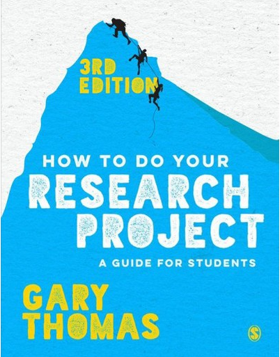 3RD
EDITION
HOW TO DO YOUR
RESEARCH
PROJECT
A GUIDE FOR STUDENTS
GARY
THOMAS
S